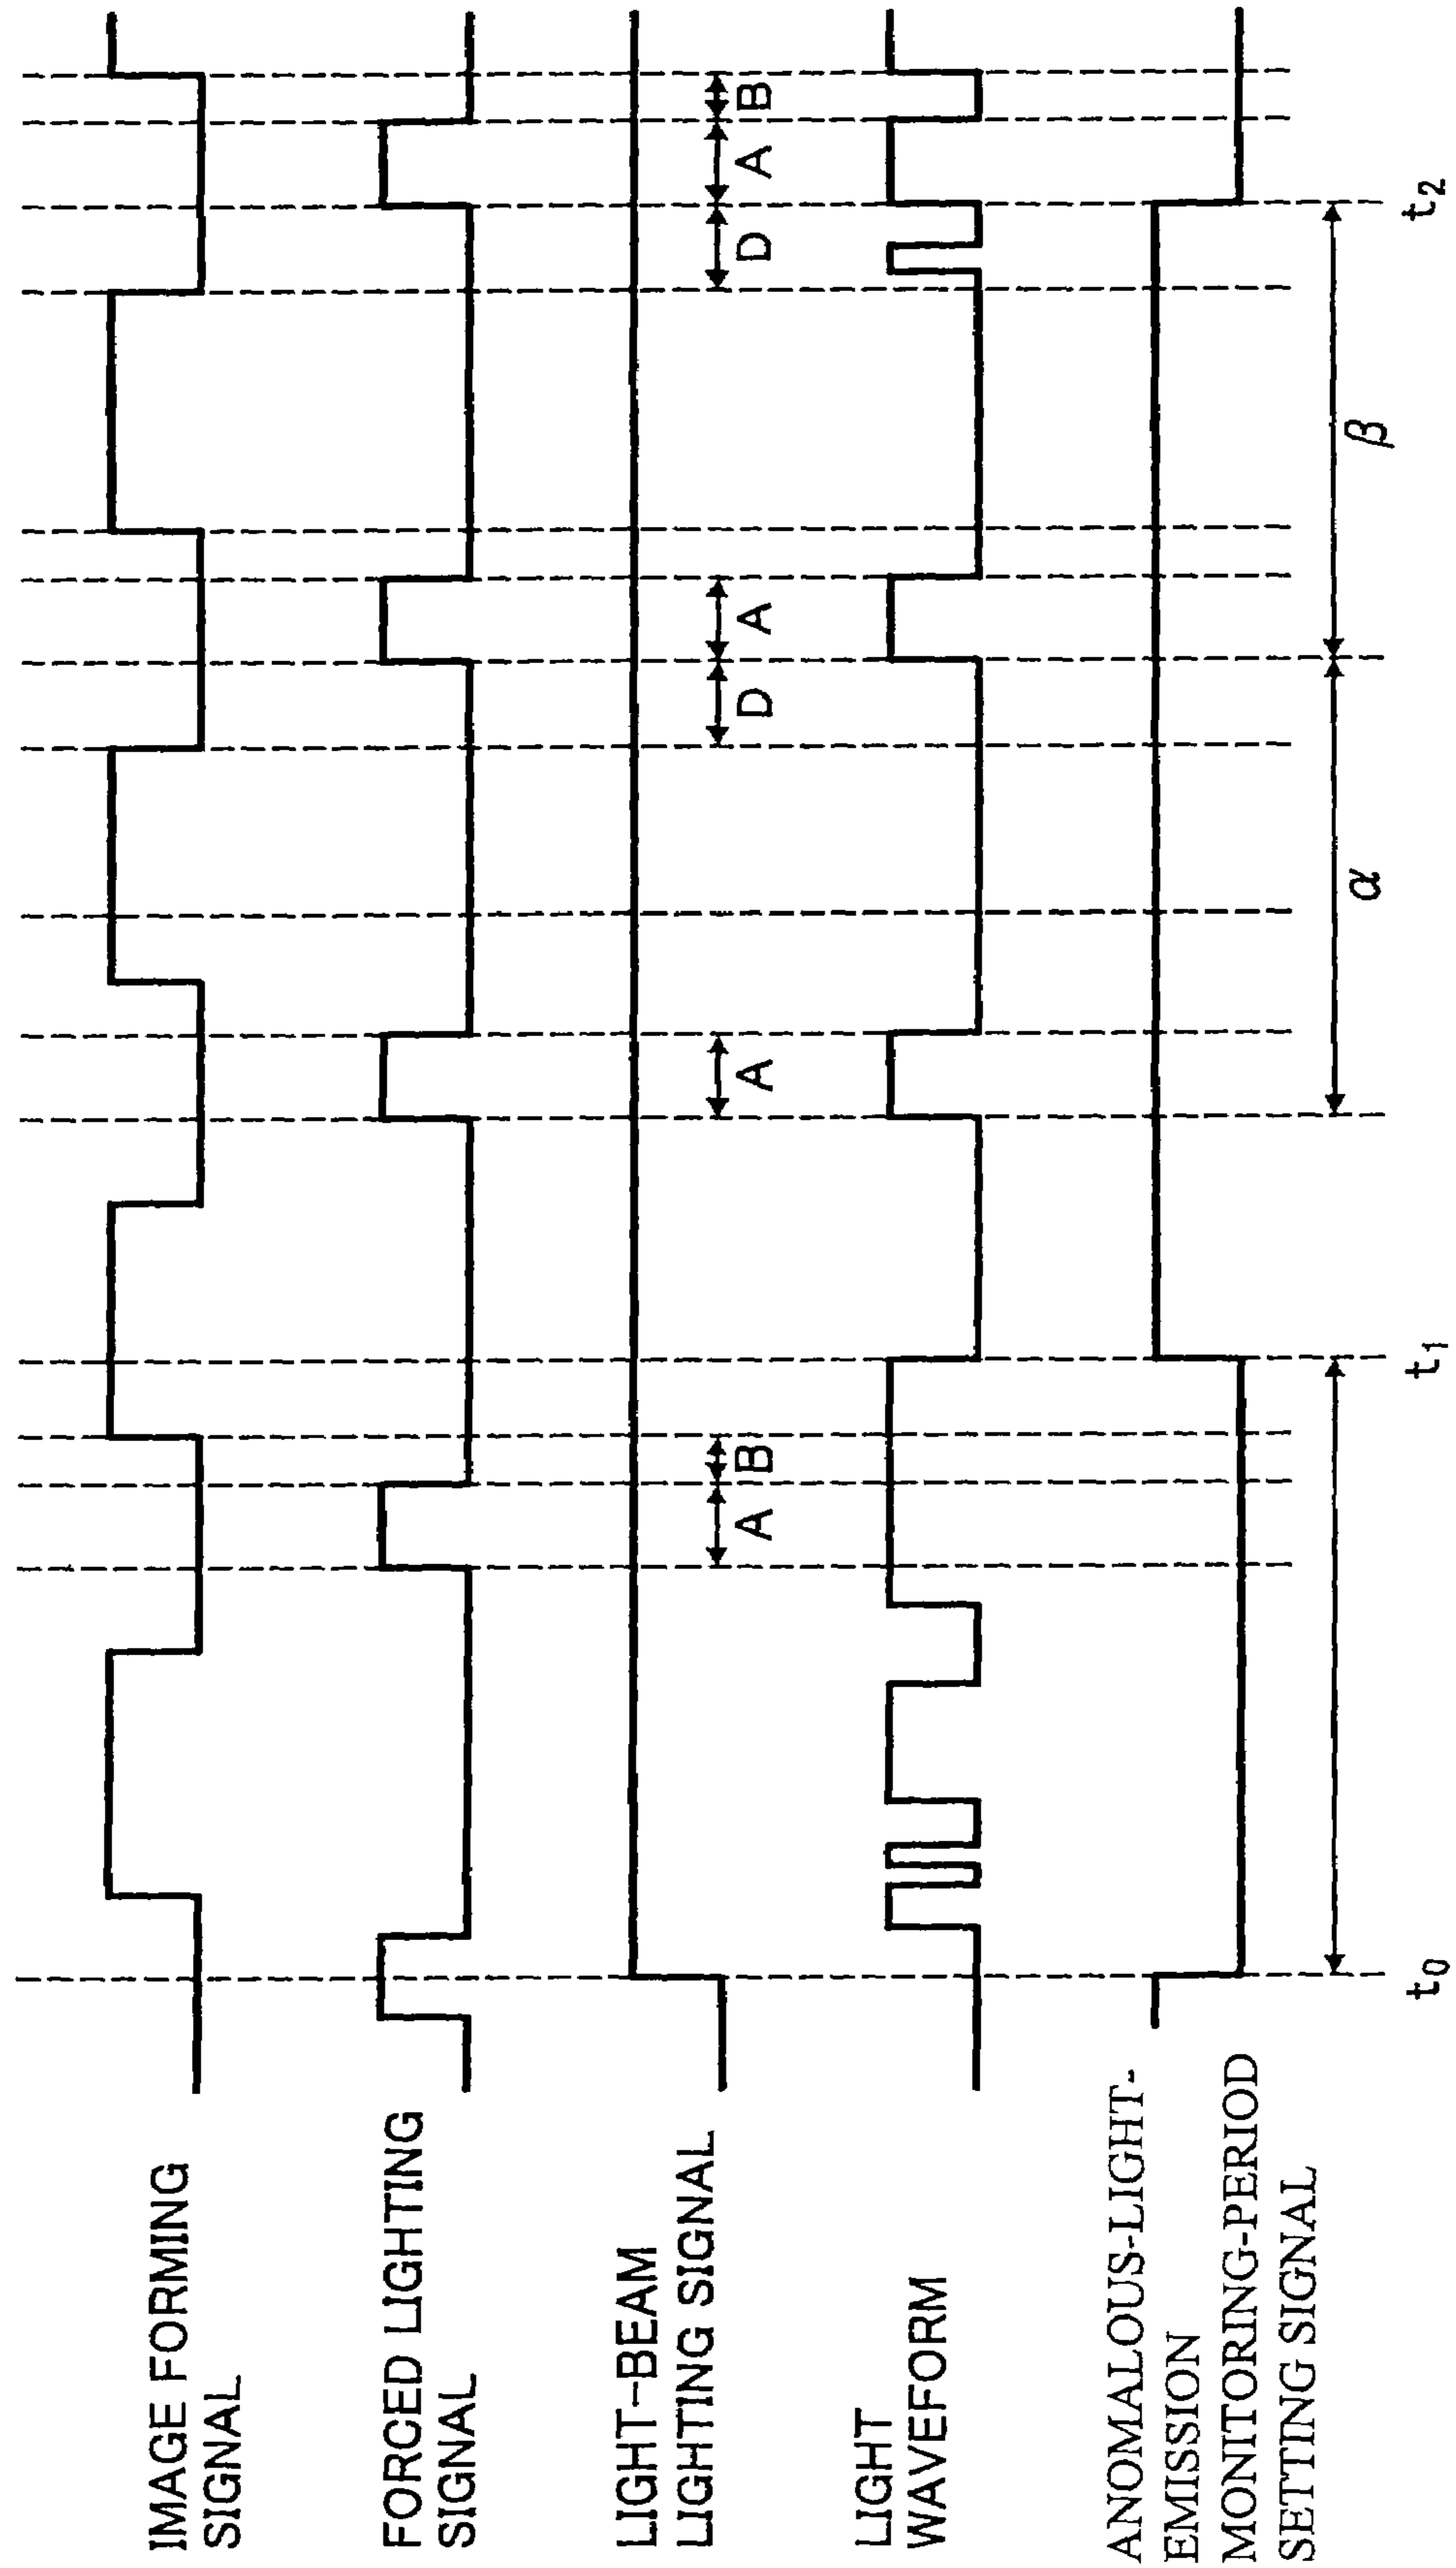 IMAGE FORMING
SIGNAL
FORCED LIGHTING
SIGNAL
LIGHT-BEAM
LIGHTING SIGNAL
A
B
A
D
A
D
A
B
LIGHT
WAVEFORM
ANOMALOUS-LIGHT-
EMISSION
MONITORING-PERIOD
SETTING SIGNAL
α
β
t0
t1
t2